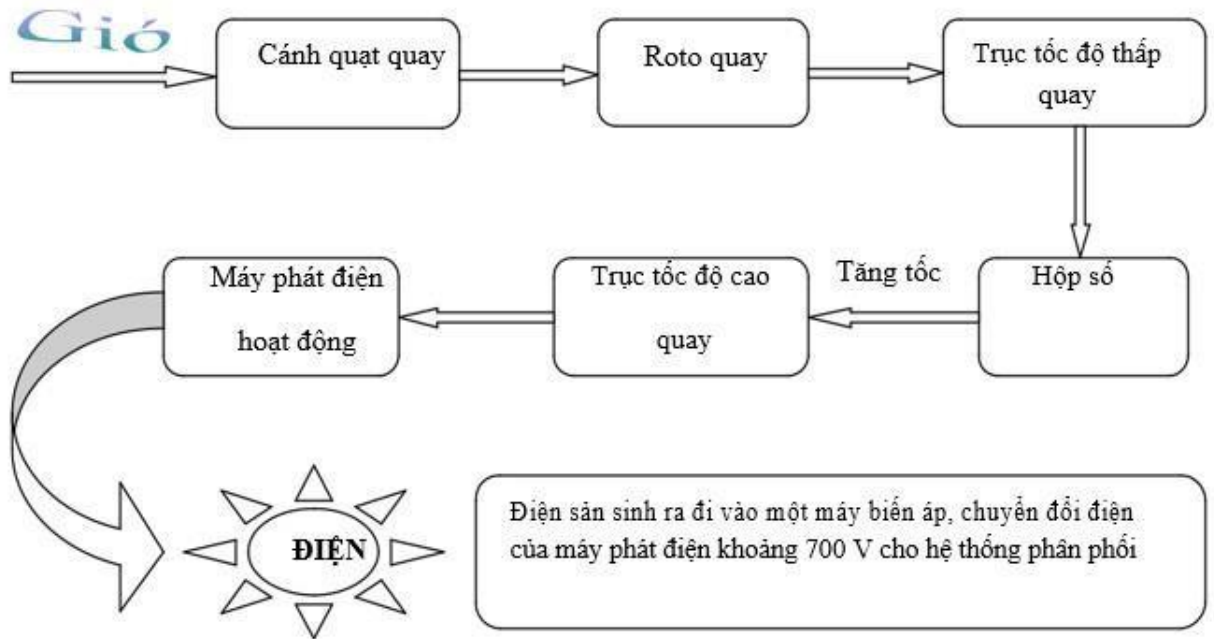 Gió
Cánh quạt quay
Roto quay
Trục tốc độ thấp
quay
Hộp số
Tăng tốc
Trục tốc độ cao
quay
Máy phát điện
hoạt động
ĐIỆN
Điện sản sinh ra đi vào một máy biến áp, chuyển đổi điện
của máy phát điện khoảng 700 V cho hệ thống phân phối